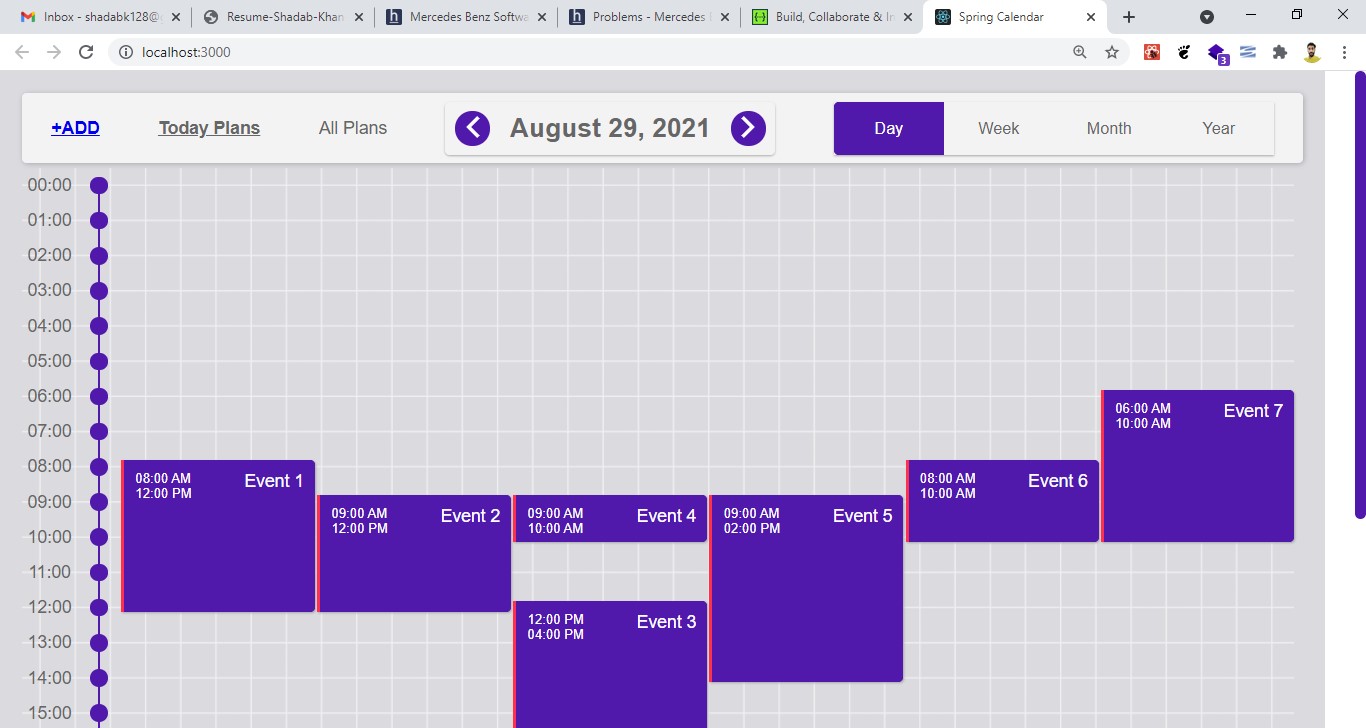 Inbox - shadabk128@
Resume-Shadab-Khan
Mercedes Benz Softwa
Problems - Mercedes
Build, Collaborate & In
Spring Calendar
localhost:3000
3
+ADD
Today Plans
All Plans
August 29, 2021
Day
Week
Month
Year
00:00
01:00
02:00
03:00
04:00
05:00
06:00
07:00
08:00
09:00
10:00
11:00
12:00
13:00
14:00
15:00
08:00 AM
12:00 PM
Event 1
09:00 AM
12:00 PM
Event 2
09:00 AM
10:00 AM
Event 4
12:00 PM
04:00 PM
Event 3
09:00 AM
02:00 PM
Event 5
08:00 AM
10:00 AM
Event 6
06:00 AM
10:00 AM
Event 7